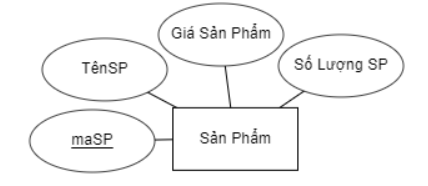 Giá Sản Phẩm
TênSP
Số Lượng SP
maSP
Sản Phẩm